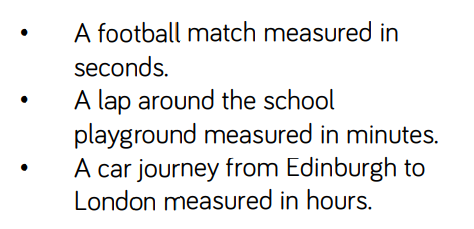 • A football match measured in
seconds.
• A lap around the school
playground measured in minutes.
• A car journey from Edinburgh to
London measured in hours.